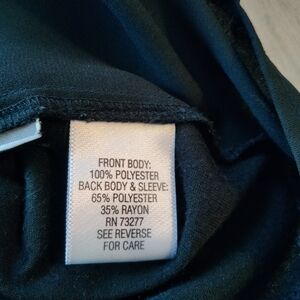 FRONT BODY:
100% POLYESTER
BACK BODY & SLEEVE:
65% POLYESTER
35% RAYON
RN 73277
SEE REVERSE
FOR CARE